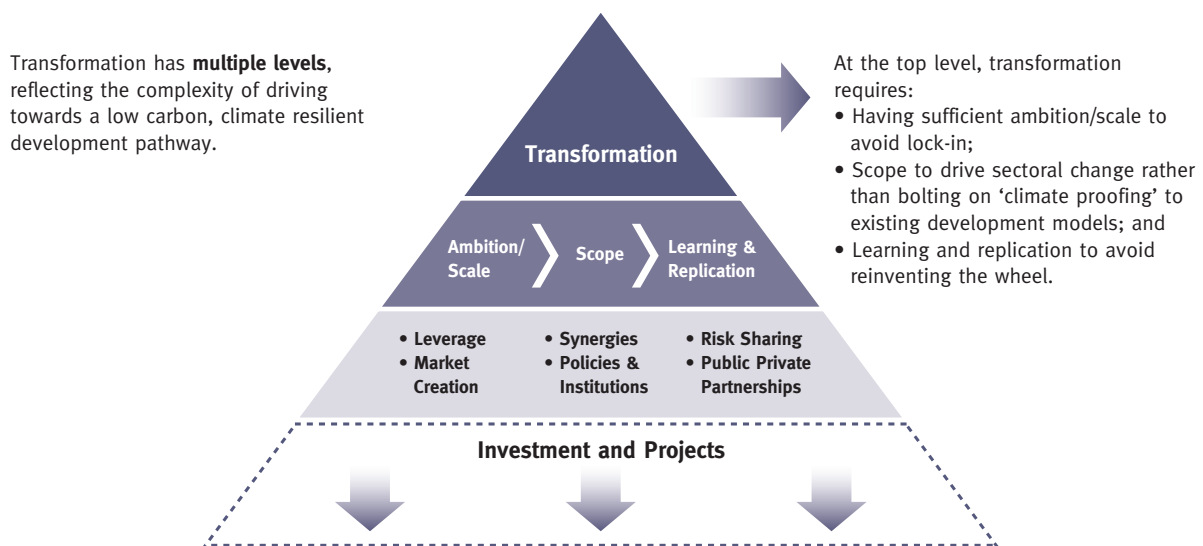 Transformation has multiple levels,
reflecting the complexity of driving
towards a low carbon, climate resilient
development pathway.
Transformation
At the top level, transformation
requires:
• Having sufficient ambition/scale to
avoid lock-in;
• Scope to drive sectoral change rather
than bolting on ‘climate proofing’ to
existing development models; and
• Learning and replication to avoid
reinventing the wheel.
Ambition/
Scale
Scope
Learning &
Replication
• Leverage
• Market
Creation
• Synergies
• Policies &
Institutions
• Risk Sharing
• Public Private
Partnerships
Investment and Projects